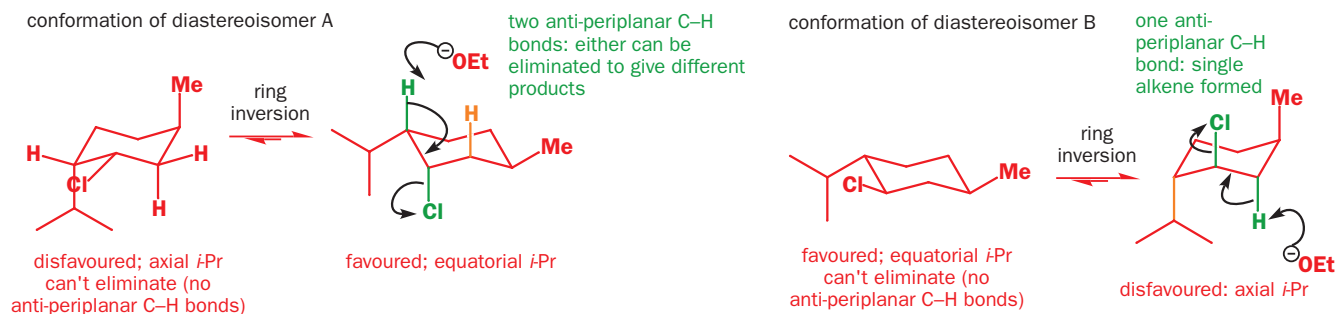 conformation of diastereoisomer A
two anti-periplanar C–H
bonds: either can be
eliminated to give different
products
⊖
OEt
H
H
Me
ring
inversion
H
H
Cl
H
Me
Cl
disfavoured; axial i-Pr
can't eliminate (no
anti-periplanar C–H bonds)
favoured; equatorial i-Pr
conformation of diastereoisomer B
one anti-
periplanar C–H
bond: single
alkene formed
Me
Cl
ring
inversion
Me
Cl
H
⊖
OEt
favoured; equatorial i-Pr
can't eliminate (no
anti-periplanar C–H bonds)
disfavoured: axial i-Pr